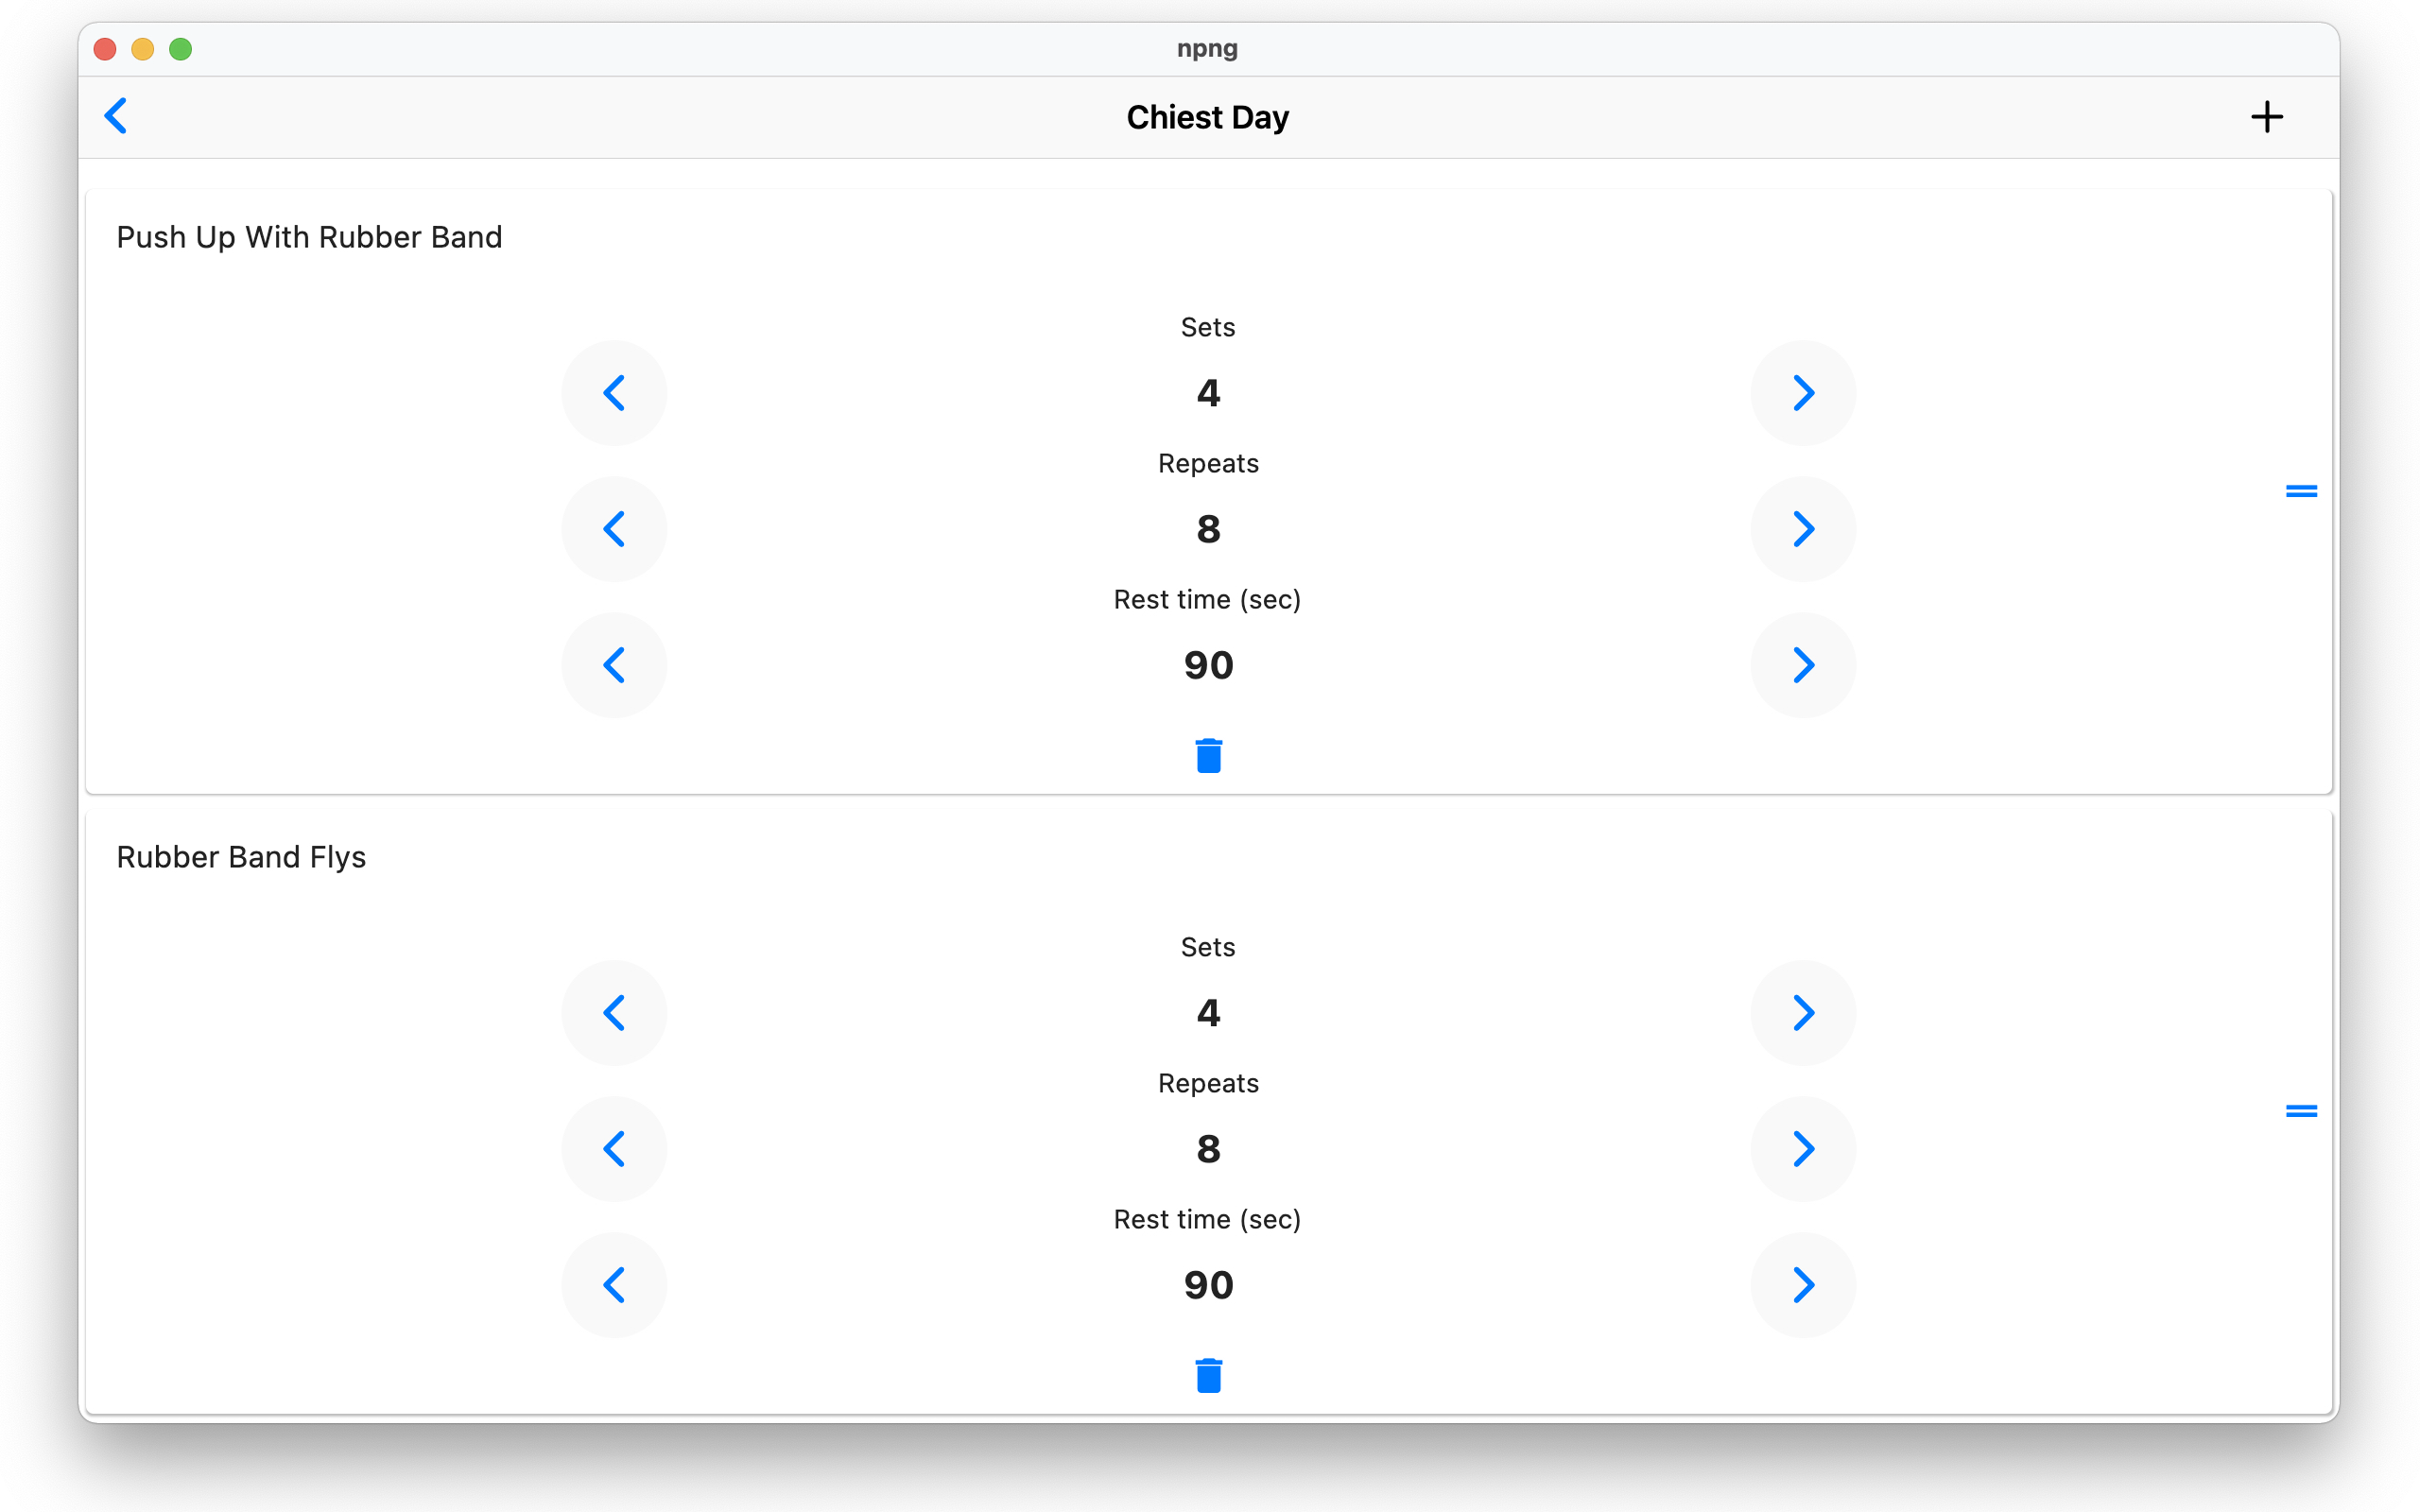 npng
Chiest Day
Push Up With Rubber Band
Sets
4
Repeats
8
Rest time (sec)
90
Rubber Band Flys
Sets
4
Repeats
8
Rest time (sec)
90